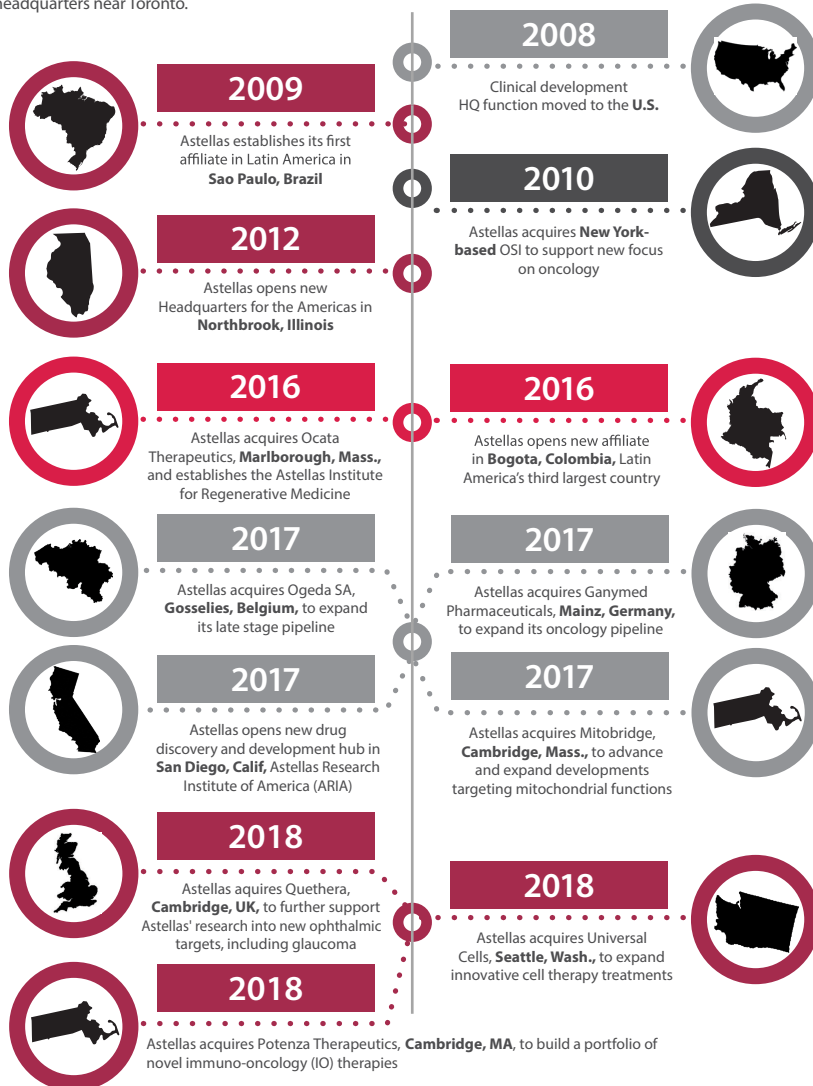 headquarters near Toronto.
2008
Clinical development
HQ function moved to the U.S.
2009
Astellas establishes its first
affiliate in Latin America in
Sao Paulo, Brazil
2010
Astellas acquires New York-
based OSI to support new focus
on oncology
2012
Astellas opens new
Headquarters for the Americas in
Northbrook, Illinois
2016
Astellas acquires Ocata
Therapeutics, Marlborough, Mass.,
and establishes the Astellas Institute
for Regenerative Medicine
2016
Astellas opens new affiliate
in Bogota, Colombia, Latin
America's third largest country
2017
Astellas acquires Ogeda SA,
Gosselies, Belgium, to expand
its late stage pipeline
2017
Astellas acquires Ganymed
Pharmaceuticals, Mainz, Germany,
to expand its oncology pipeline
2017
Astellas opens new drug
discovery and development hub in
San Diego, Calif, Astellas Research
Institute of America (ARIA)
2017
Astellas acquires Mitobridge,
Cambridge, Mass., to advance
and expand developments
targeting mitochondrial functions
2018
Astellas aquires Quethera,
Cambridge, UK, to further support
Astellas' research into new ophthalmic
targets, including glaucoma
2018
Astellas acquires Universal
Cells, Seattle, Wash., to expand
innovative cell therapy treatments
2018
Astellas acquires Potenza Therapeutics, Cambridge, MA, to build a portfolio of
novel immuno-oncology (IO) therapies